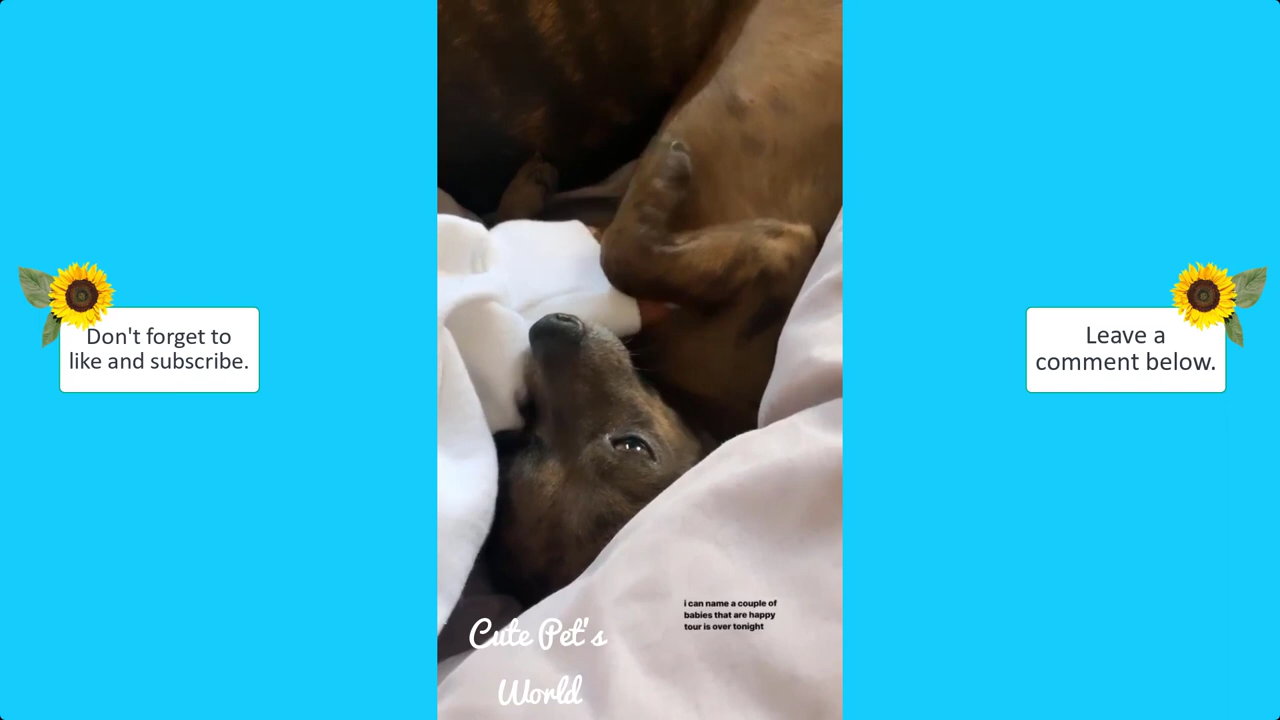 Don't forget to
like and subscribe.
Leave a
comment below.
i can name a couple of
babies that are happy
tour is over tonight
Cute Pet's
World